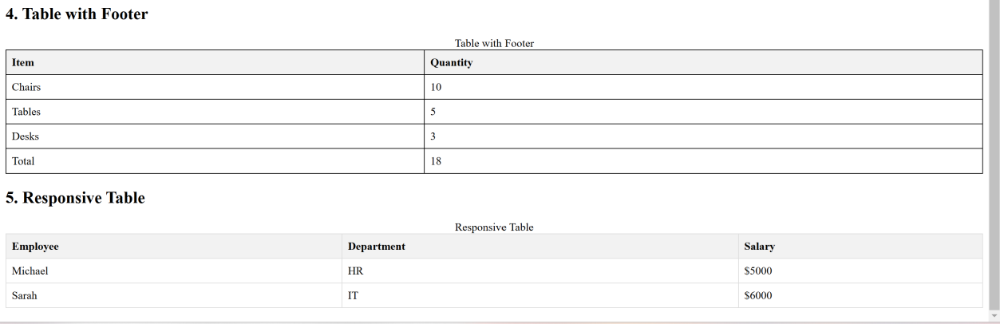 4. Table with Footer
Table with Footer
Item Quantity
Chairs 10
Tables 5
Desks 3
Total 18
5. Responsive Table
Responsive Table
Employee Department Salary
Michael HR $5000
Sarah IT $6000